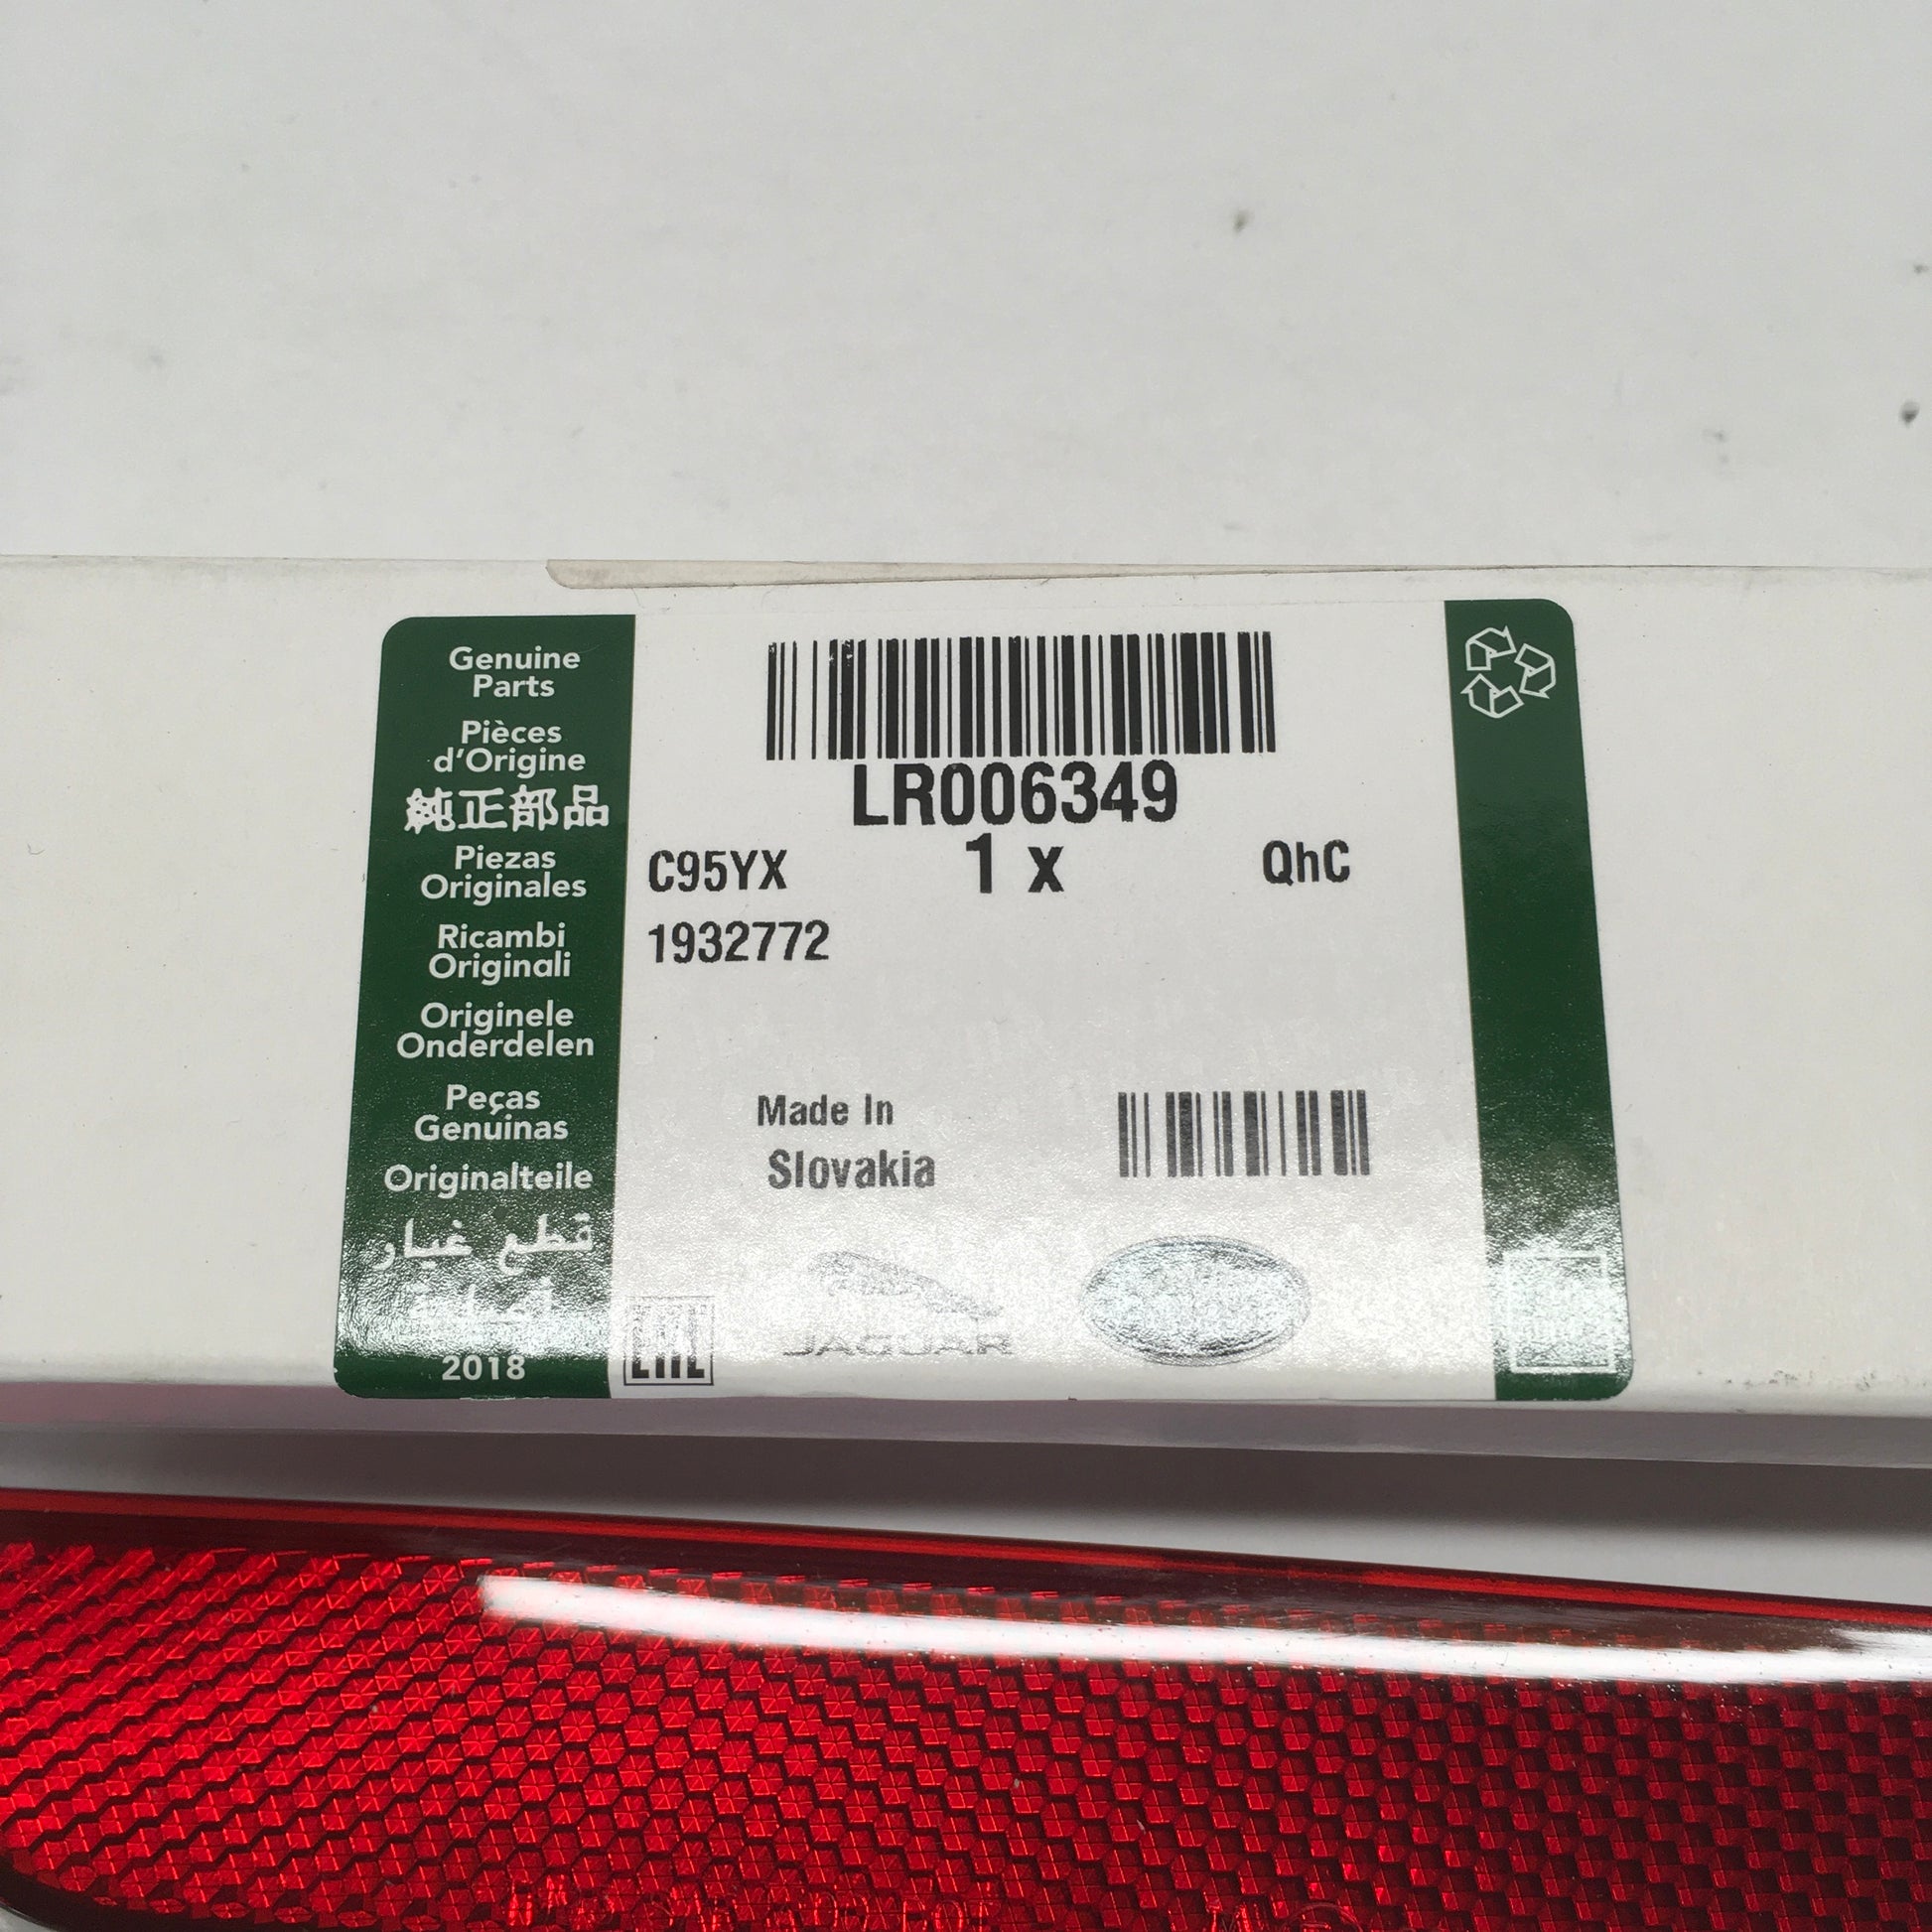 Genuine
Parts
Pièces
d'Origine
純正部品
Piezas
Originales
Ricambi
Originali
Originele
Onderdelen
Peças
Genuínas
Originalteile
قطع غيار
2018
LR006349
C95YX 1 x QhC
1932772
Made In
Slovakia
EAC
JAGUAR